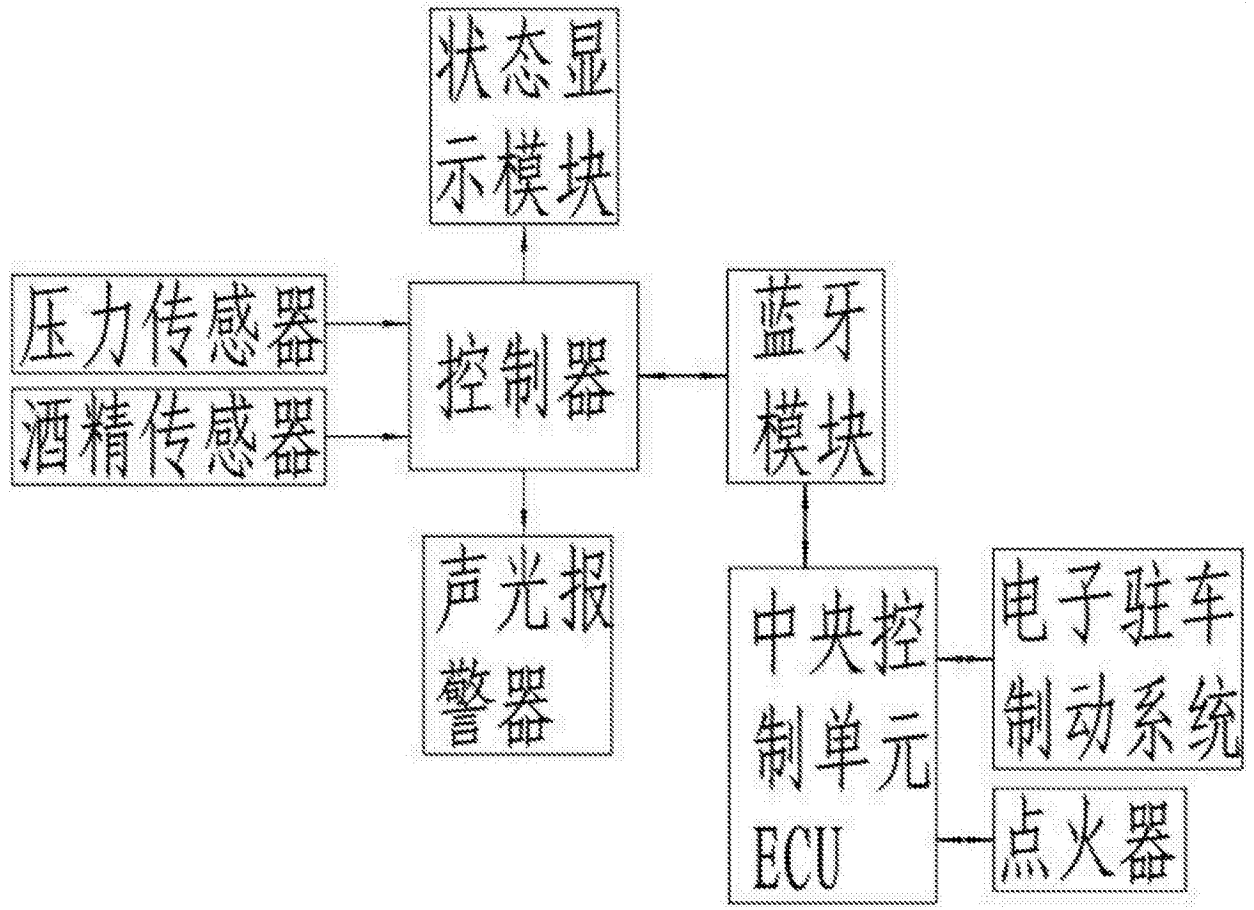 状态显
示模块
压力传感器
酒精传感器
控制器
蓝牙
模块
声光报
警器
中央控
制单元
ECU
电子驻车
制动系统
点火器